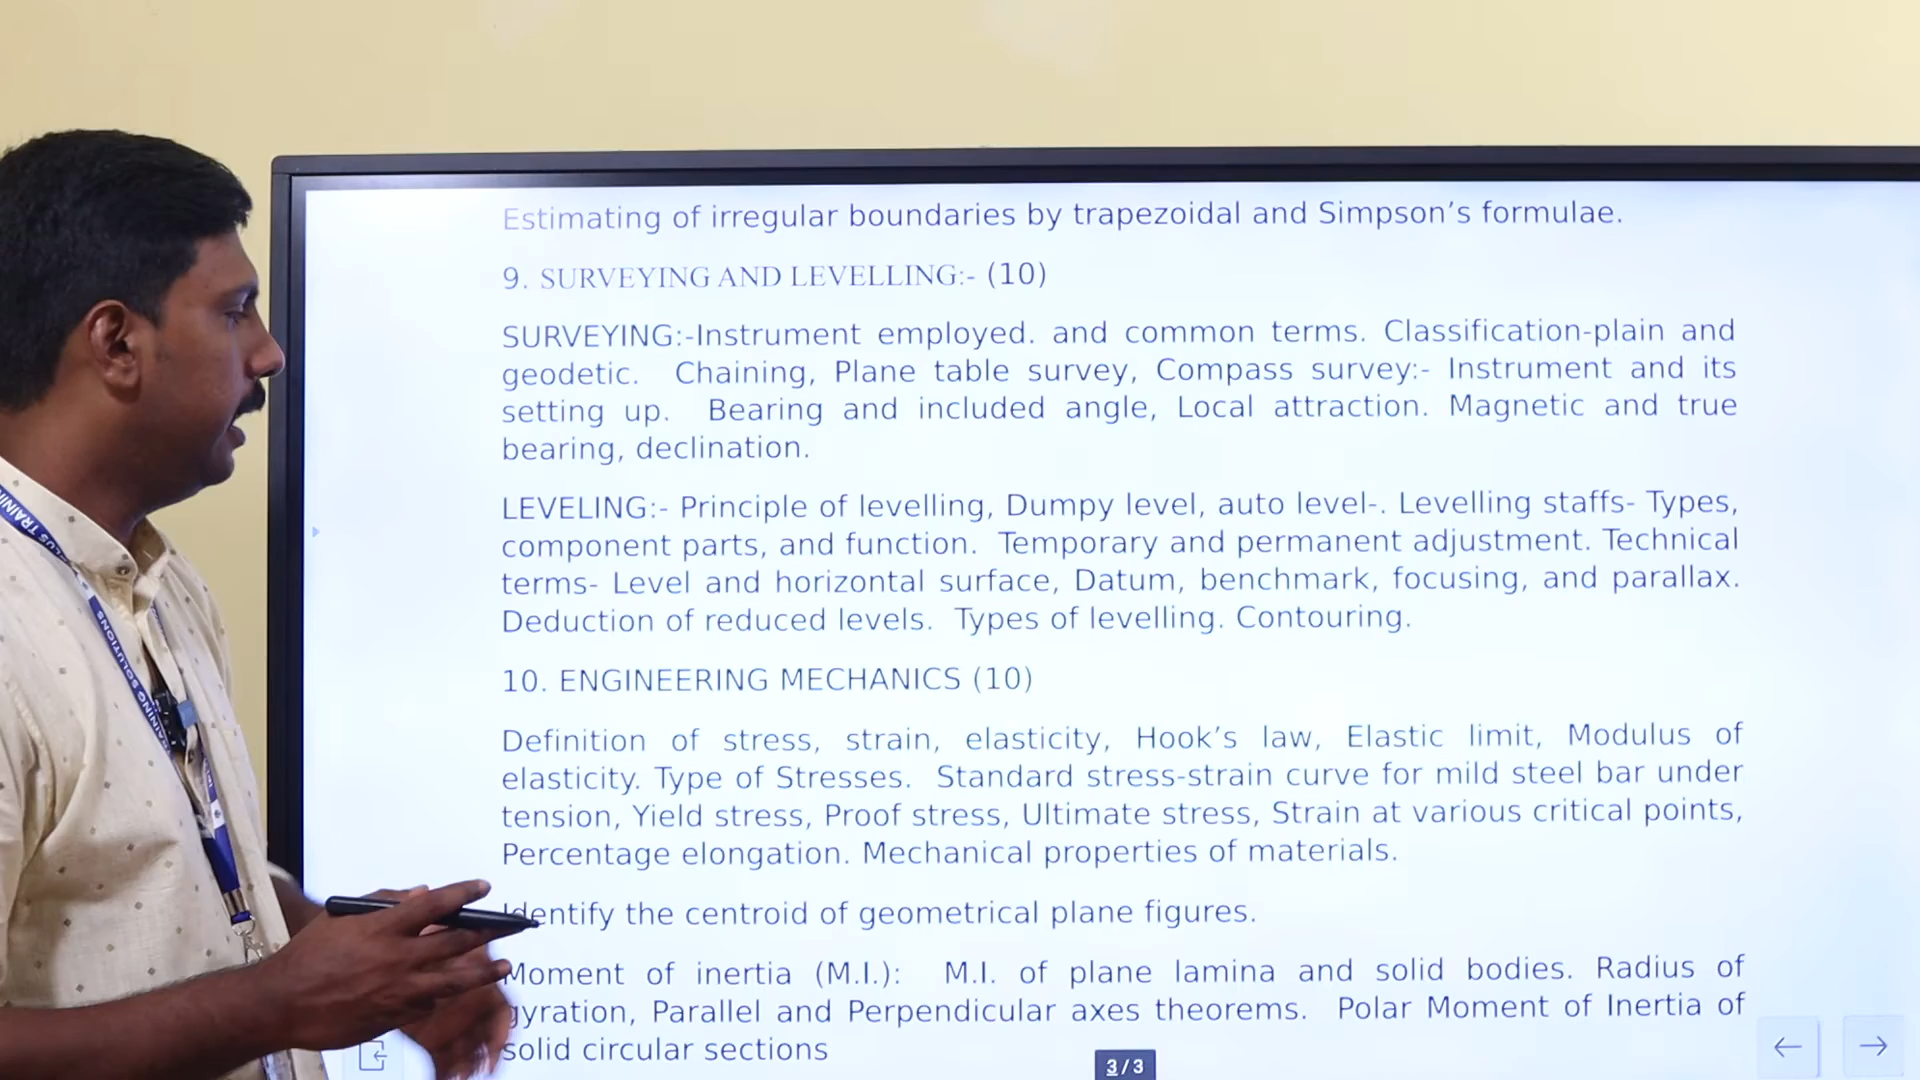 Estimating of irregular boundaries by trapezoidal and Simpson’s formulae.
9. SURVEYING AND LEVELLING:- (10)
SURVEYING:-Instrument employed. and common terms. Classification-plain and
geodetic. Chaining, Plane table survey, Compass survey:- Instrument and its
setting up. Bearing and included angle, Local attraction. Magnetic and true
bearing, declination.
LEVELING:- Principle of levelling, Dumpy level, auto level-. Levelling staffs- Types,
component parts, and function. Temporary and permanent adjustment. Technical
terms- Level and horizontal surface, Datum, benchmark, focusing, and parallax.
Deduction of reduced levels. Types of levelling. Contouring.
10. ENGINEERING MECHANICS (10)
Definition of stress, strain, elasticity, Hook’s law, Elastic limit, Modulus of
elasticity. Type of Stresses. Standard stress-strain curve for mild steel bar under
tension, Yield stress, Proof stress, Ultimate stress, Strain at various critical points,
Percentage elongation. Mechanical properties of materials.
Identify the centroid of geometrical plane figures.
Moment of inertia (M.I.): M.I. of plane lamina and solid bodies. Radius of
gyration, Parallel and Perpendicular axes theorems. Polar Moment of Inertia of
solid circular sections
3/3
TRAINING SOLUTIONS